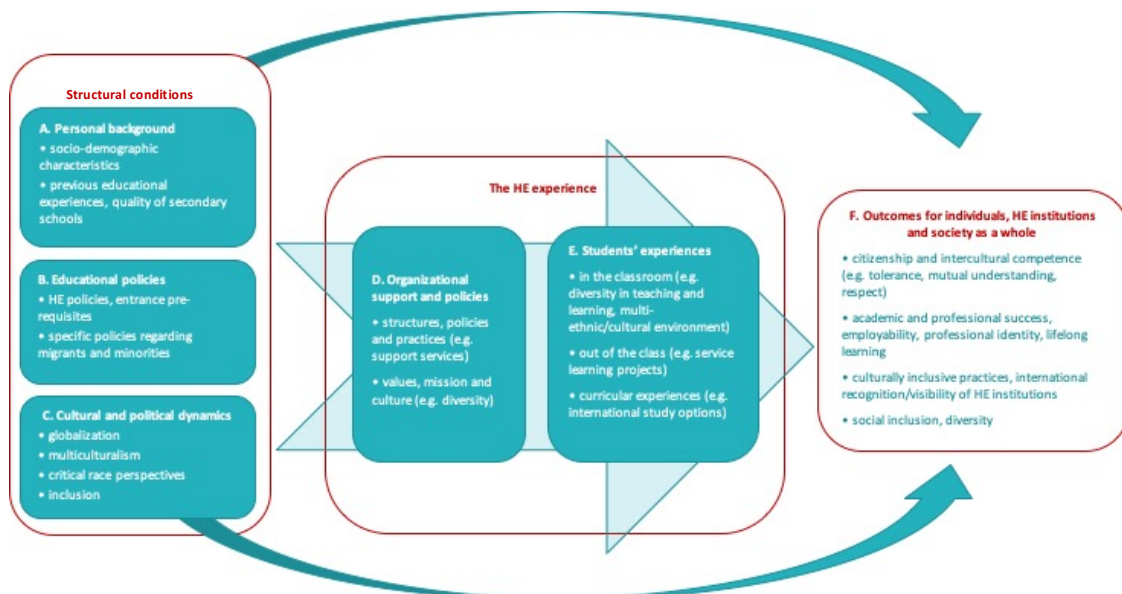 Structural conditions
A. Personal background
• socio-demographic
characteristics
• previous educational
experiences, quality of secondary
schools
B. Educational policies
• HE policies, entrance pre-
requisites
• specific policies regarding
migrants and minorities
C. Cultural and political dynamics
• globalization
• multiculturalism
• critical race perspectives
• inclusion
The HE experience
D. Organizational
support and policies
• structures, policies
and practices (e.g.
support services)
• values, mission and
culture (e.g. diversity)
E. Students’ experiences
• in the classroom (e.g.
diversity in teaching and
learning, multi-
ethnic/cultural environment)
• out of the class (e.g. service
learning projects)
• curricular experiences (e.g.
international study options)
F. Outcomes for individuals, HE institutions
and society as a whole
• citizenship and intercultural competence
(e.g. tolerance, mutual understanding,
respect)
• academic and professional success,
employability, professional identity, lifelong
learning
• culturally inclusive practices, international
recognition/visibility of HE institutions
• social inclusion, diversity